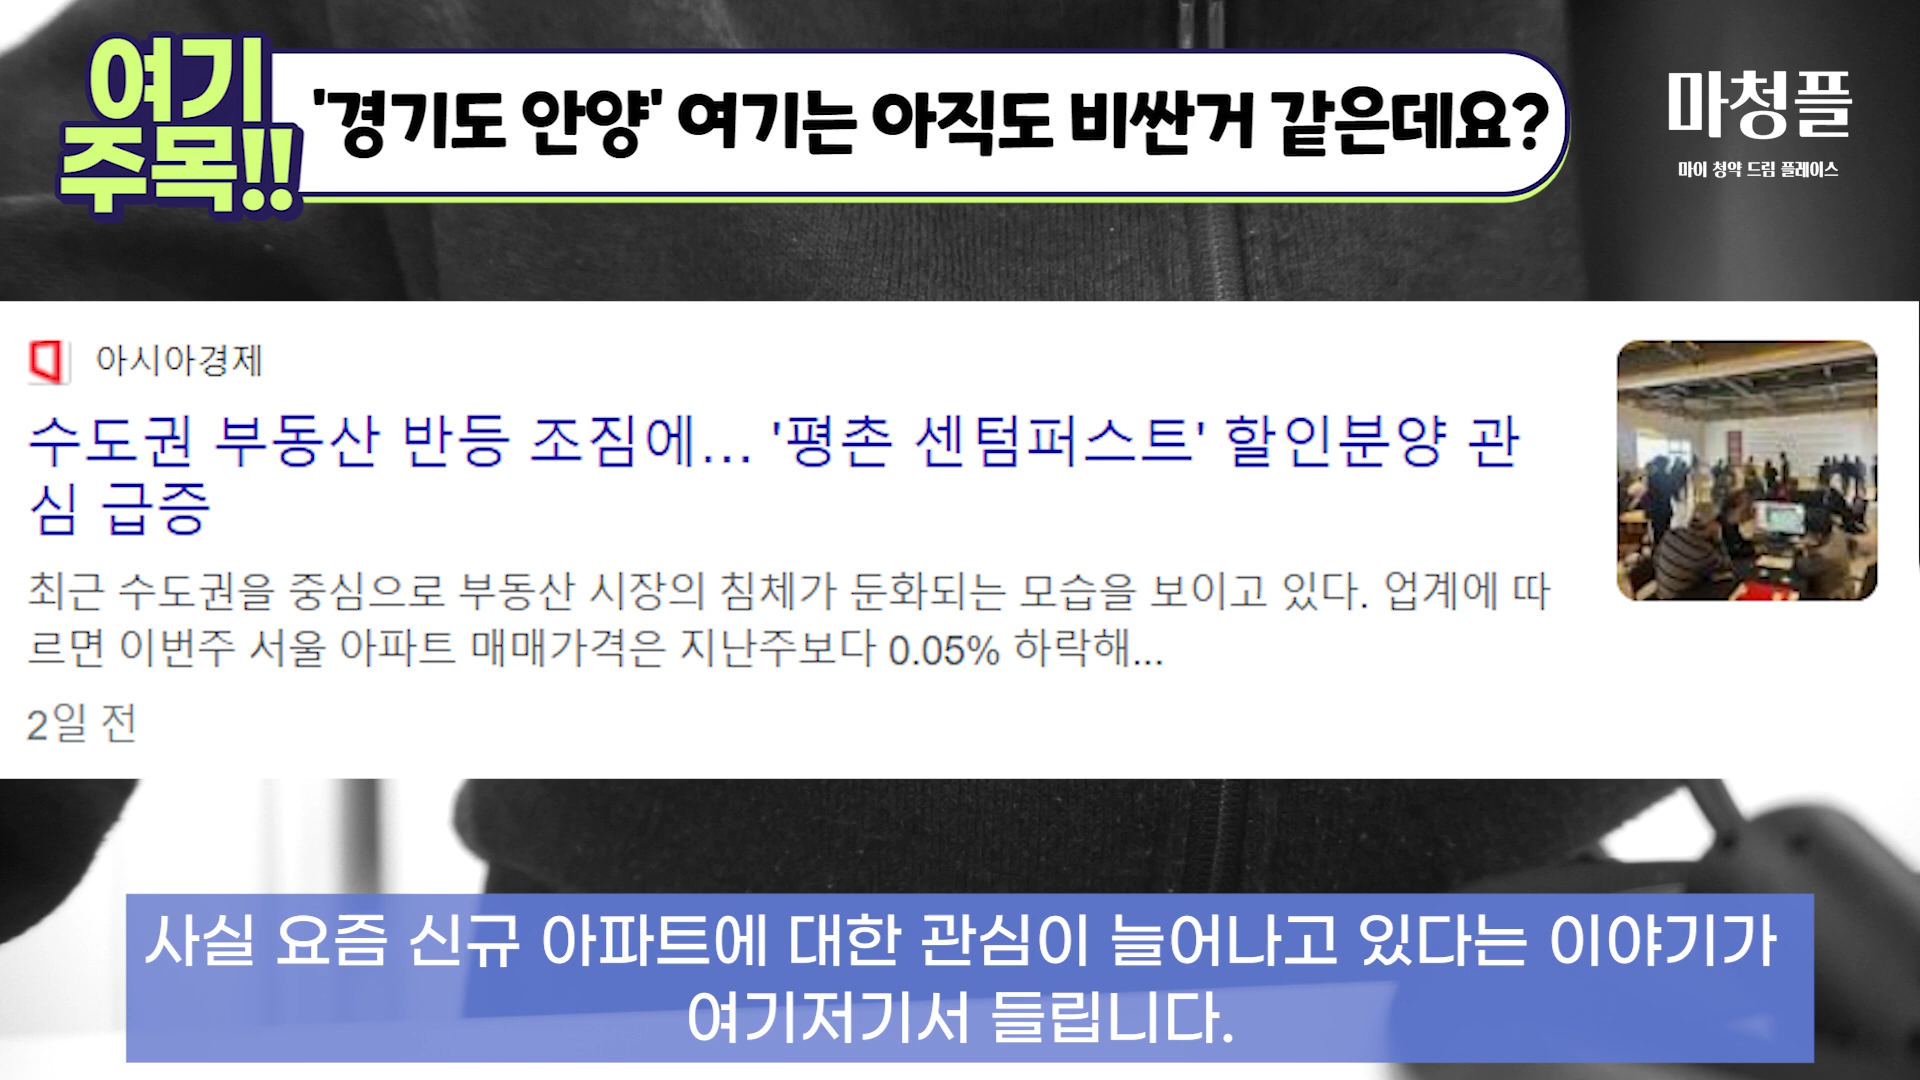 여기
주목!!
'경기도 안양' 여기는 아직도 비싼거 같은데요?
마청플
마이 청약 드림 플레이스
아시아경제
수도권 부동산 반등 조짐에... '평촌 센텀퍼스트' 할인분양 관
심 급증
최근 수도권을 중심으로 부동산 시장의 침체가 둔화되는 모습을 보이고 있다. 업계에 따
르면 이번주 서울 아파트 매매가격은 지난주보다 0.05% 하락해...
2일 전
사실 요즘 신규 아파트에 대한 관심이 늘어나고 있다는 이야기가
여기저기서 들립니다.